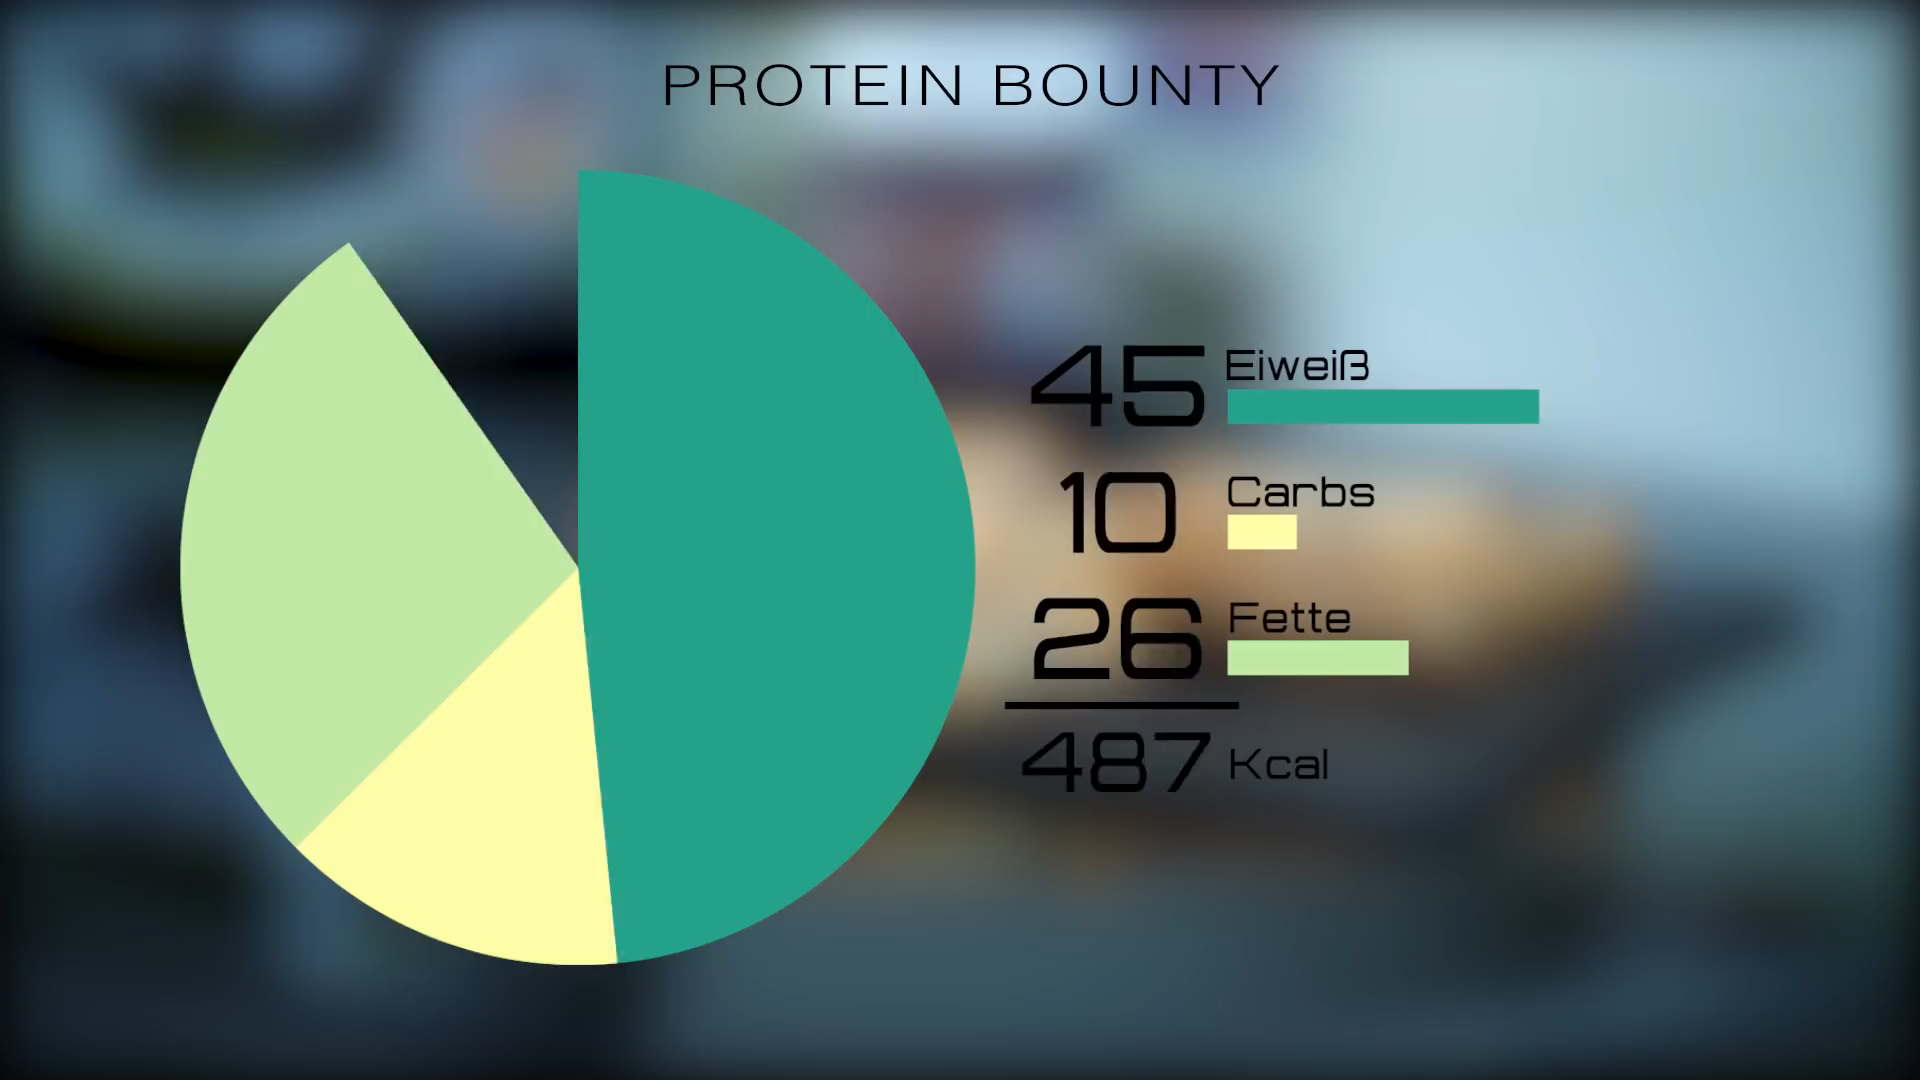 PROTEIN BOUNTY
45 Eiweiß
10 Carbs
26 Fette
487 Kcal